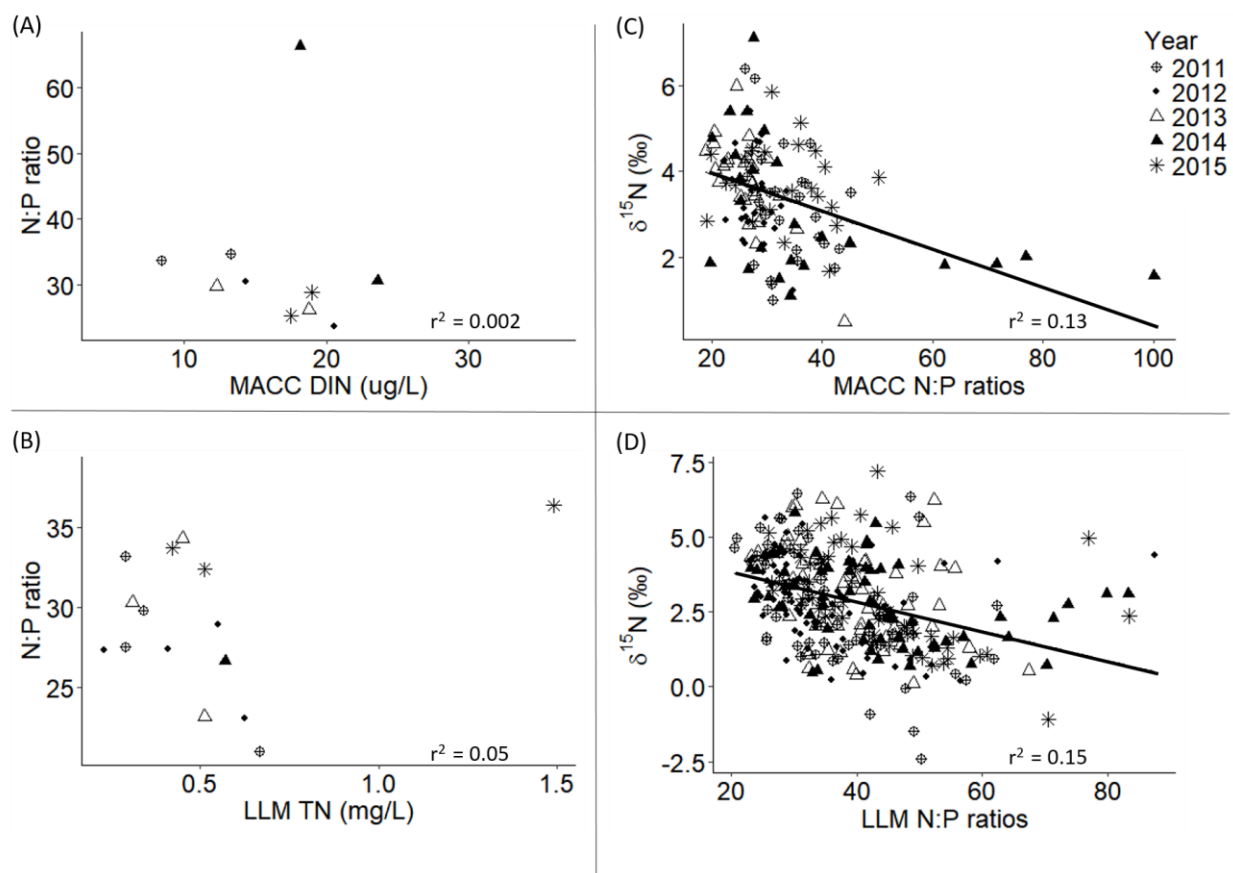 (A)
N:P ratio
60
50
40
30
10
20
30
r² = 0.002
MACC DIN (ug/L)
(C)
δ¹⁵N (‰)
6
4
2
20
40
60
80
100
r² = 0.13
MACC N:P ratios
Year
2011
2012
2013
2014
2015
(B)
N:P ratio
35
30
25
0.5
1.0
1.5
r² = 0.05
LLM TN (mg/L)
(D)
δ¹⁵N (‰)
7.5
5.0
2.5
0.0
-2.5
20
40
60
80
r² = 0.15
LLM N:P ratios